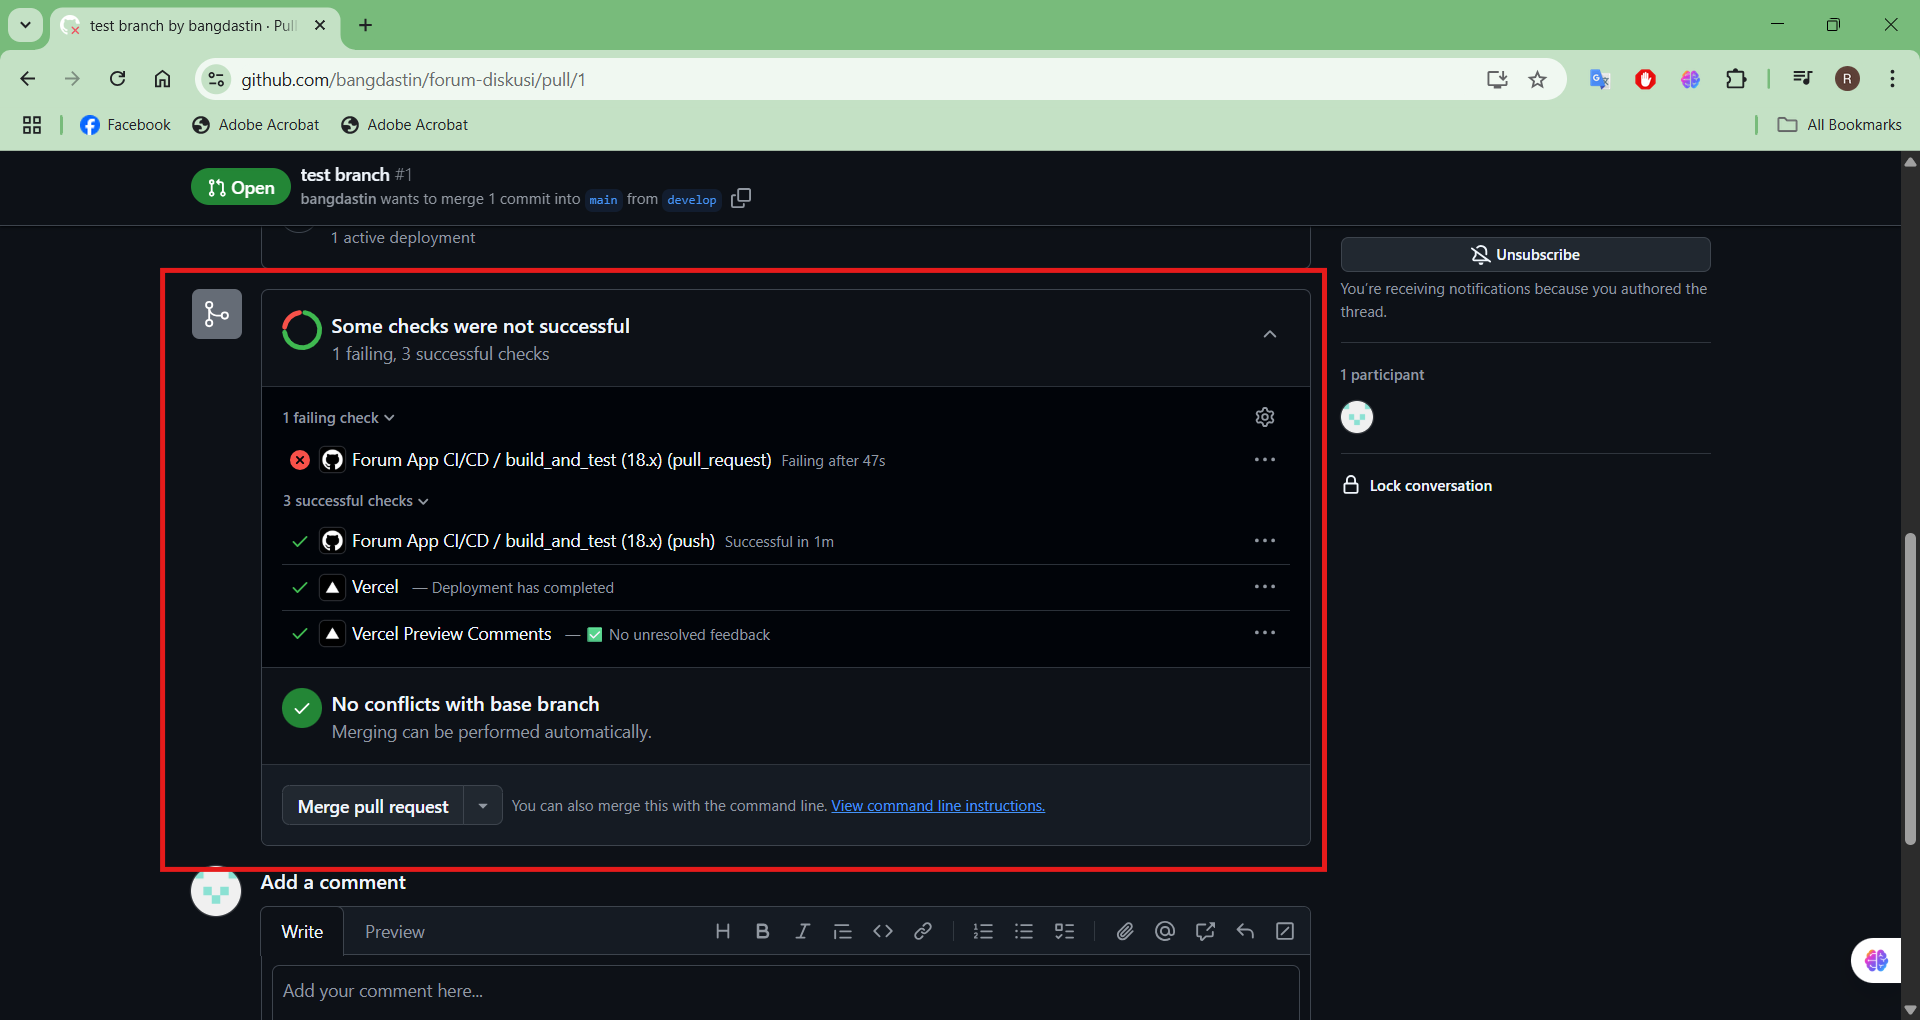 test branch by bangdastin · Pull
github.com/bangdastin/forum-diskusi/pull/1
R
Facebook
Adobe Acrobat
Adobe Acrobat
All Bookmarks
Open
test branch #1
bangdastin wants to merge 1 commit into main from develop
1 active deployment
Unsubscribe
You're receiving notifications because you authored the
thread.
Some checks were not successful
1 failing, 3 successful checks
1 participant
1 failing check
Forum App CI/CD / build_and_test (18.x) (pull_request) Failing after 47s
Lock conversation
3 successful checks
Forum App CI/CD / build_and_test (18.x) (push) Successful in 1m
Vercel — Deployment has completed
Vercel Preview Comments — ✅ No unresolved feedback
No conflicts with base branch
Merging can be performed automatically.
Merge pull request
You can also merge this with the command line. View command line instructions.
Add a comment
Write
Preview
Add your comment here...